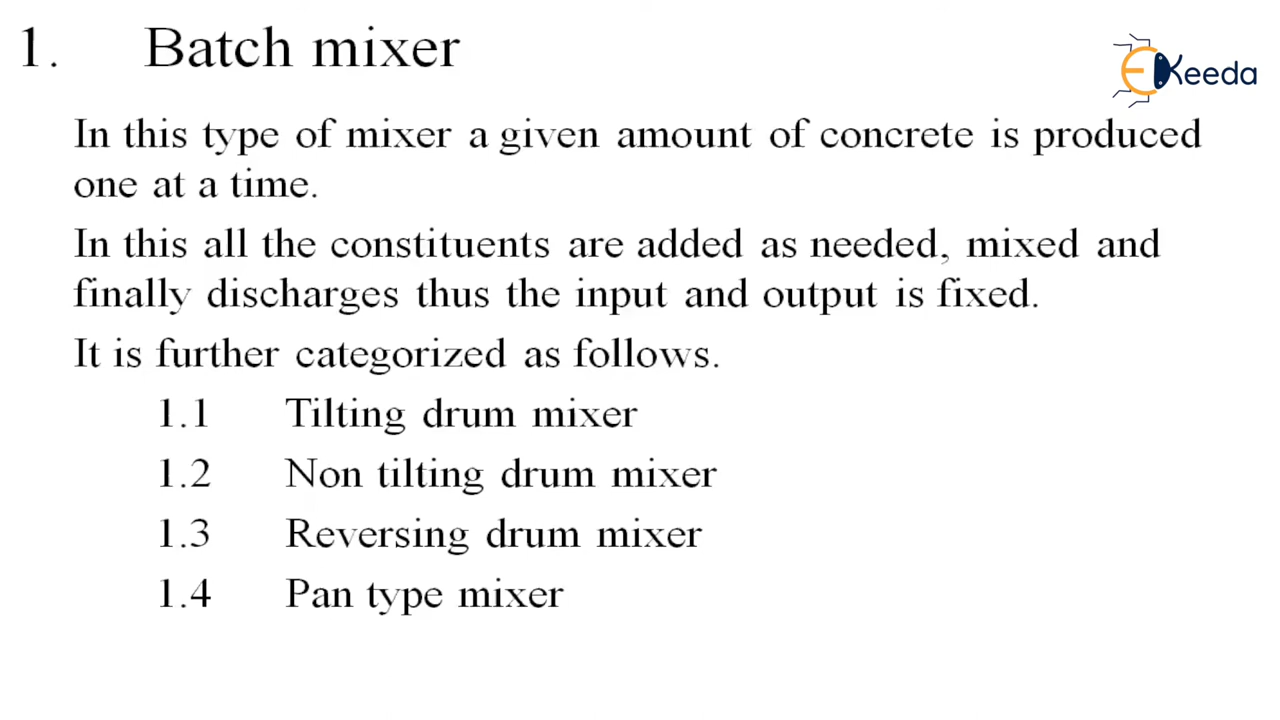 1. Batch mixer
EKeeda
In this type of mixer a given amount of concrete is produced
one at a time.
In this all the constituents are added as needed, mixed and
finally discharges thus the input and output is fixed.
It is further categorized as follows.
1.1 Tilting drum mixer
1.2 Non tilting drum mixer
1.3 Reversing drum mixer
1.4 Pan type mixer